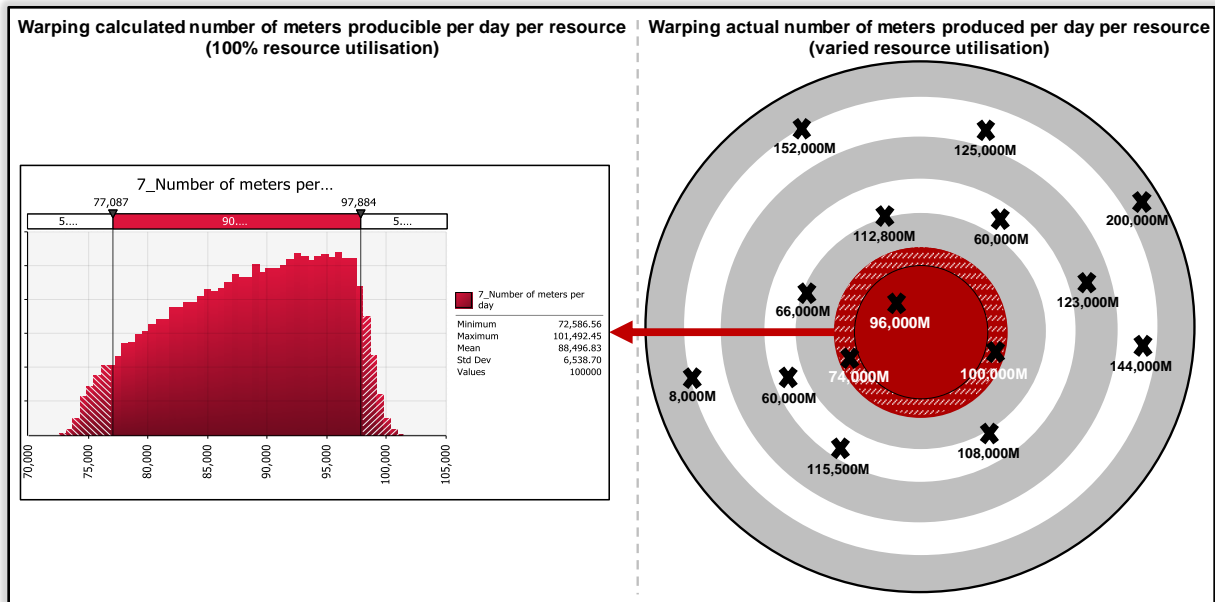 Warping calculated number of meters producible per day per resource
(100% resource utilisation)
Warping actual number of meters produced per day per resource
(varied resource utilisation)
7_Number of meters per...
77,087
97,884
5....
90....
5....
70,000
75,000
80,000
85,000
90,000
95,000
100,000
105,000
7_Number of meters per
day
Minimum 72,586.56
Maximum 101,492.45
Mean 88,496.83
Std Dev 6,538.70
Values 100000
152,000M
125,000M
200,000M
112,800M
60,000M
123,000M
66,000M
96,000M
144,000M
74,000M
100,000M
8,000M
60,000M
108,000M
115,500M